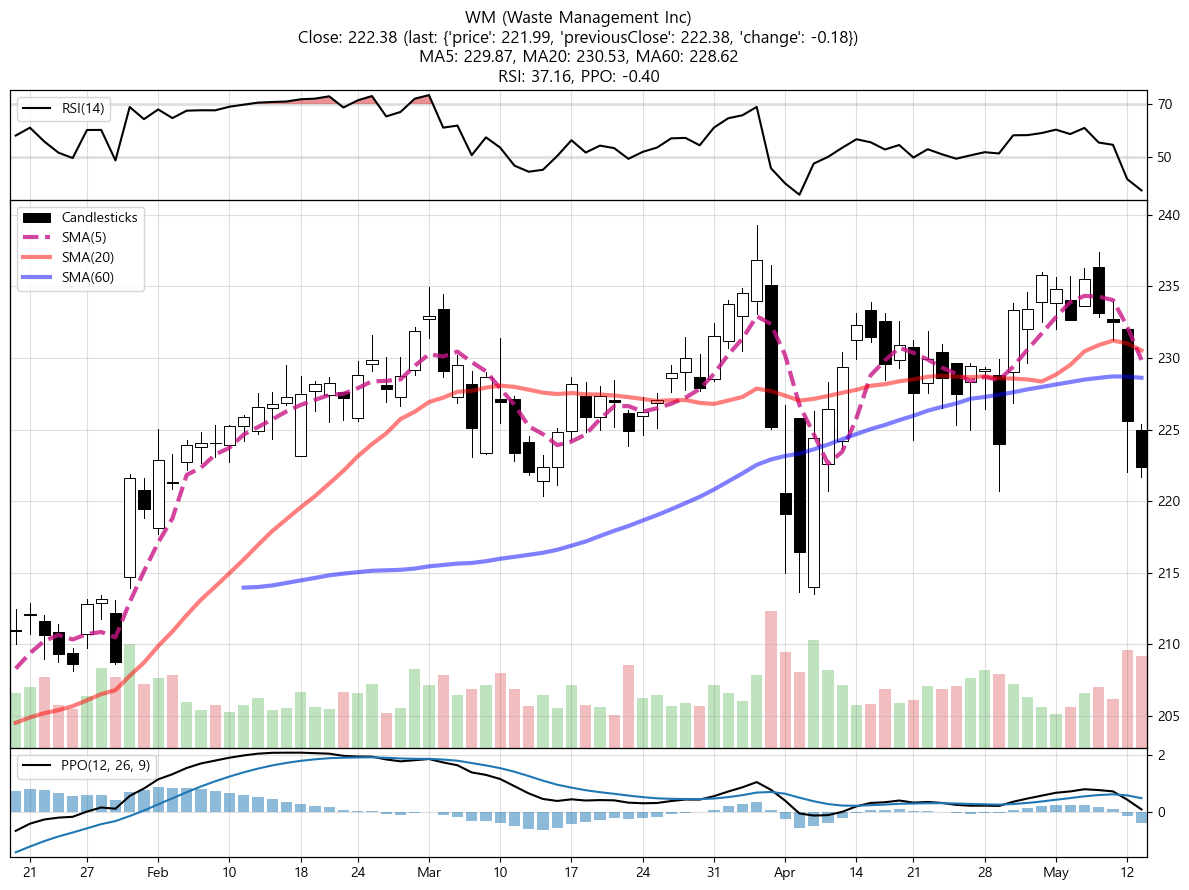 WM (Waste Management Inc)
Close: 222.38 (last: {'price': 221.99, 'previousClose': 222.38, 'change': -0.18})
MA5: 229.87, MA20: 230.53, MA60: 228.62
RSI: 37.16, PPO: -0.40
RSI(14)
70
50
Candlesticks
SMA(5)
SMA(20)
SMA(60)
240
235
230
225
220
215
210
205
PPO(12, 26, 9)
2
0
21 27 Feb 10 18 24 Mar 10 17 24 31 Apr 14 21 28 May 12